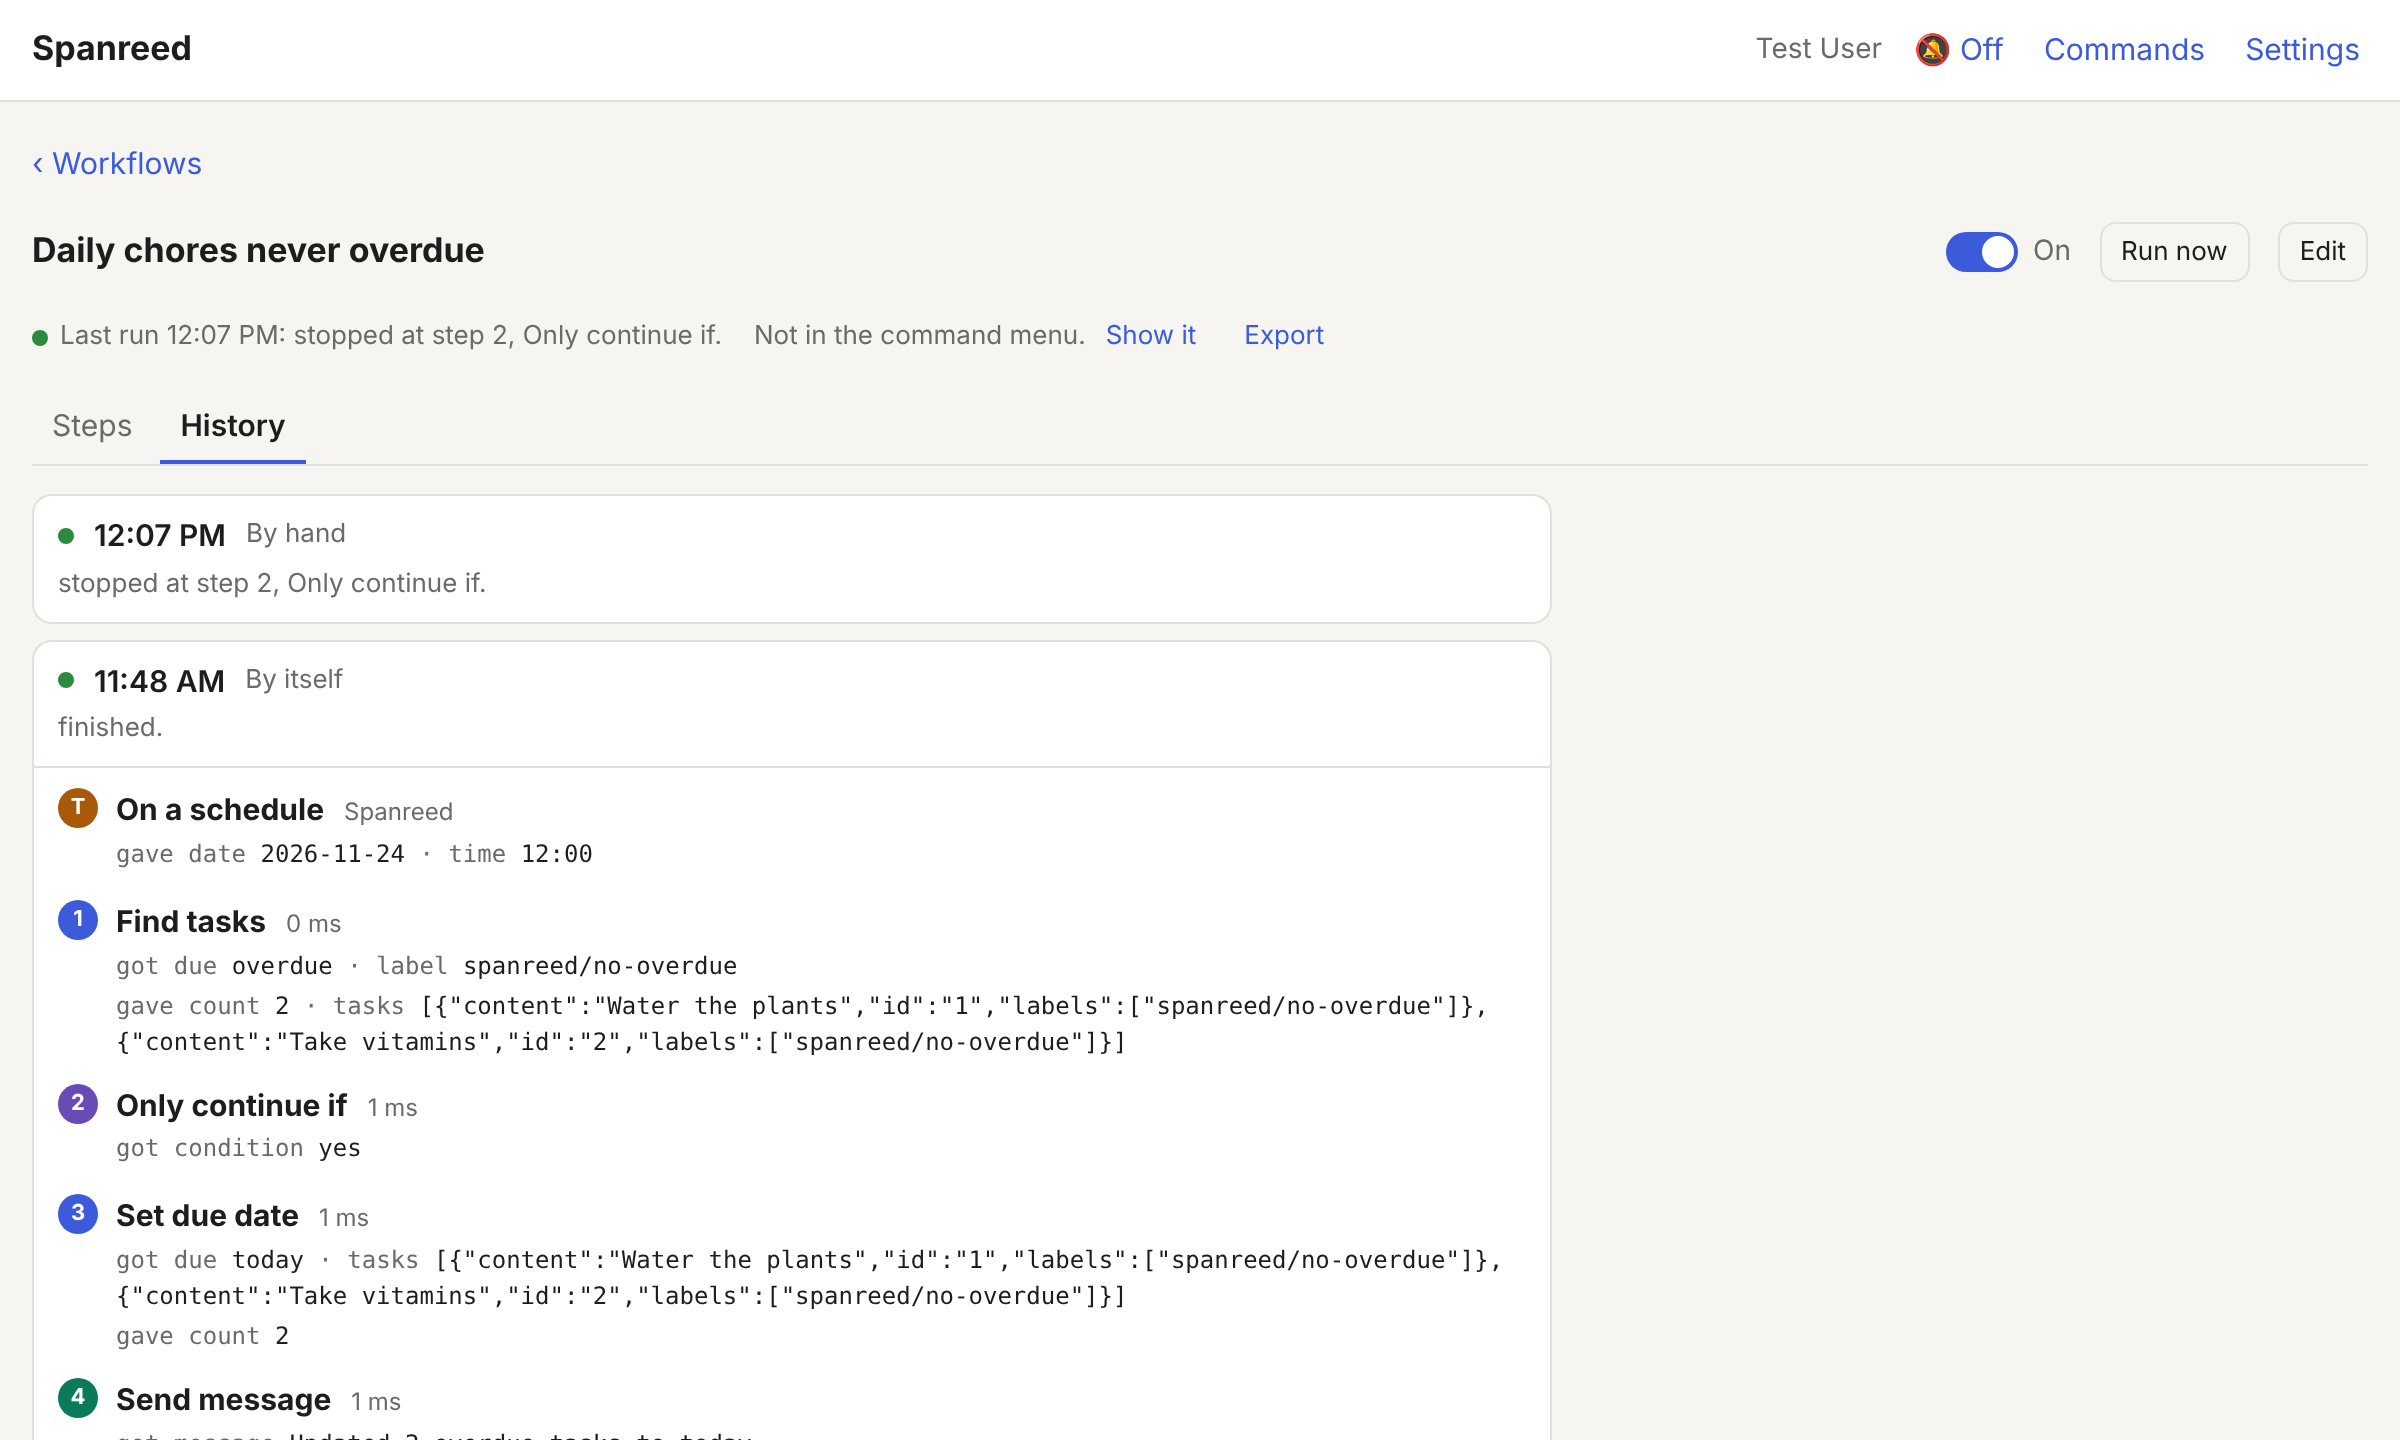 Spanreed
Test User Off Commands Settings
‹ Workflows
Daily chores never overdue
On Run now Edit
Last run 12:07 PM: stopped at step 2, Only continue if. Not in the command menu. Show it Export
Steps History
12:07 PM By hand
stopped at step 2, Only continue if.
11:48 AM By itself
finished.
T On a schedule Spanreed
gave date 2026-11-24 · time 12:00
1 Find tasks 0 ms
got due overdue · label spanreed/no-overdue
gave count 2 · tasks [{"content":"Water the plants","id":"1","labels":["spanreed/no-overdue"]},
{"content":"Take vitamins","id":"2","labels":["spanreed/no-overdue"]}]
2 Only continue if 1 ms
got condition yes
3 Set due date 1 ms
got due today · tasks [{"content":"Water the plants","id":"1","labels":["spanreed/no-overdue"]},
{"content":"Take vitamins","id":"2","labels":["spanreed/no-overdue"]}]
gave count 2
4 Send message 1 ms